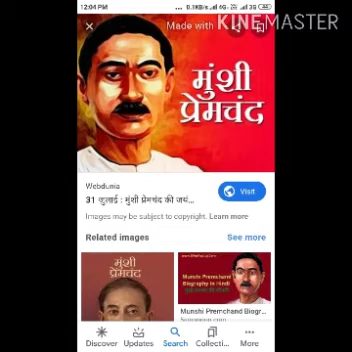 12:04 PM
Made with KINEMASTER
मुंशी
प्रेमचंद
Webdunia
31 जुलाई : मुंशी प्रेमचंद की जयं...
Visit
Images may be subject to copyright. Learn more
Related images
See more
मुंशी
प्रेमचंद
Munshi Premchand
Biography In Hindi
Munshi Premchand Biogr...
Discover Updates Search Collecti... More